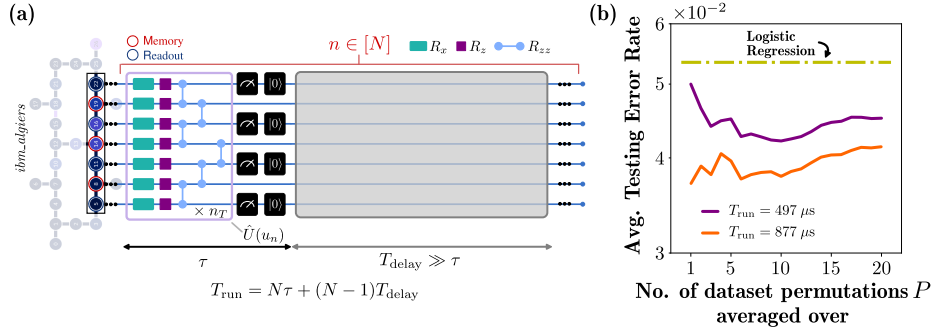 (a)
Memory
Readout
n ∈ [N]
R_x R_z R_zz
ibm_algiers
|0⟩
|0⟩
|0⟩
|0⟩
× n_T
Û(u_n)
τ
T_delay ≫ τ
T_run = Nτ + (N − 1)T_delay
(b)
×10⁻²
6
5
4
3
Avg. Testing Error Rate
Logistic
Regression
T_run = 497 μs
T_run = 877 μs
1 5 10 15 20
No. of dataset permutations P
averaged over